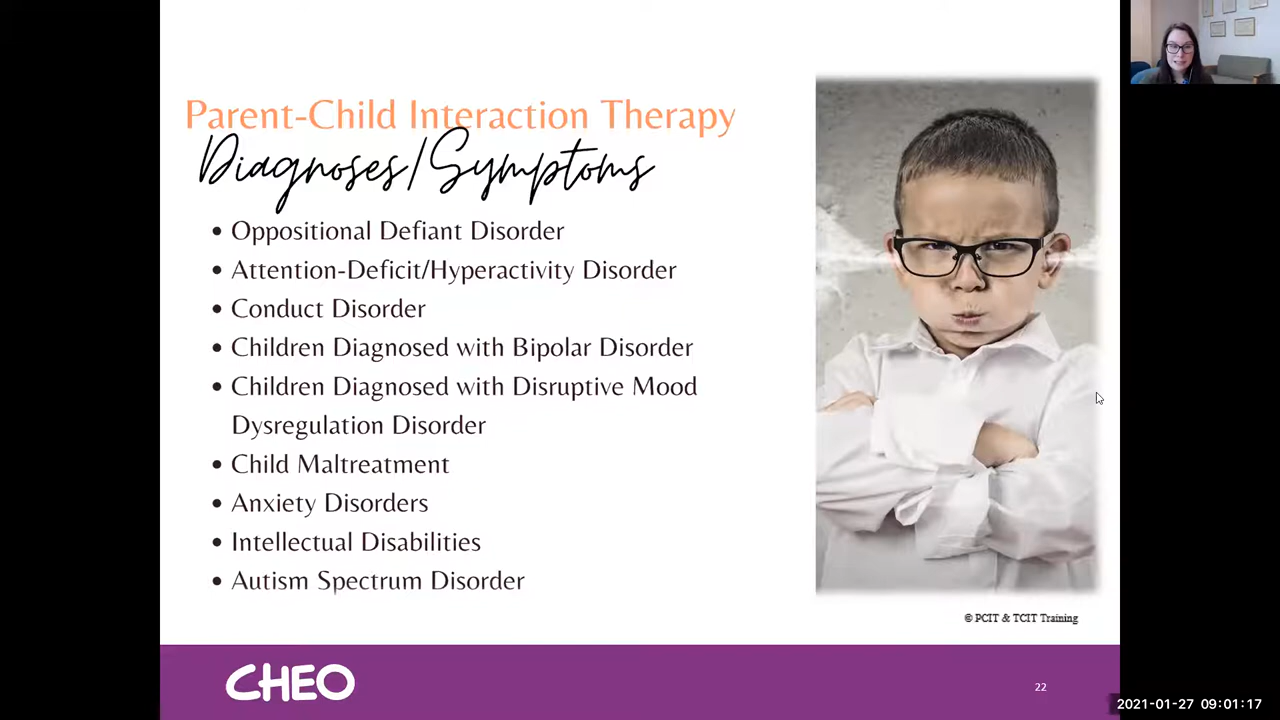 Parent-Child Interaction Therapy
Diagnoses/Symptoms
• Oppositional Defiant Disorder
• Attention-Deficit/Hyperactivity Disorder
• Conduct Disorder
• Children Diagnosed with Bipolar Disorder
• Children Diagnosed with Disruptive Mood
Dysregulation Disorder
• Child Maltreatment
• Anxiety Disorders
• Intellectual Disabilities
• Autism Spectrum Disorder
© PCIT & TCIT Training
CHEO
22
2021-01-27 09:01:17